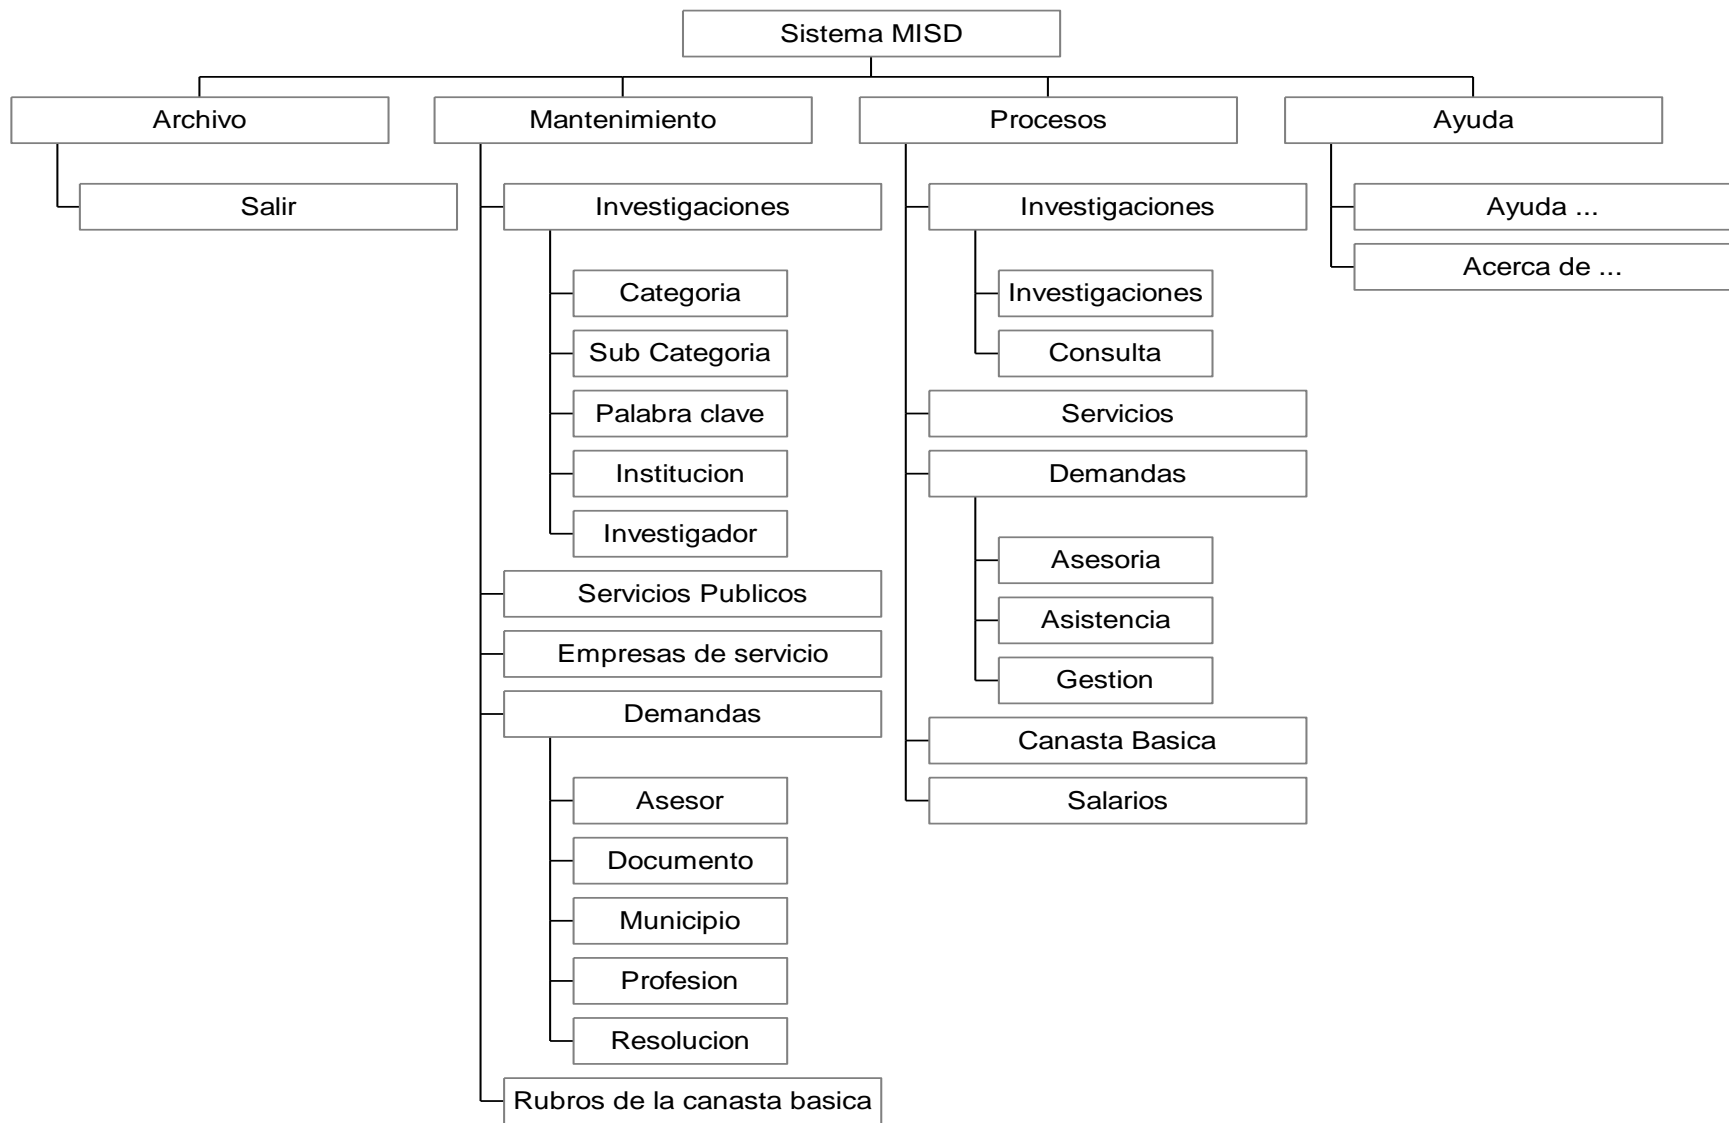 Sistema MISD
Archivo
Salir
Mantenimiento
Investigaciones
Categoria
Sub Categoria
Palabra clave
Institucion
Investigador
Servicios Publicos
Empresas de servicio
Demandas
Asesor
Documento
Municipio
Profesion
Resolucion
Rubros de la canasta basica
Procesos
Investigaciones
Investigaciones
Consulta
Servicios
Demandas
Asesoria
Asistencia
Gestion
Canasta Basica
Salarios
Ayuda
Ayuda ...
Acerca de ...